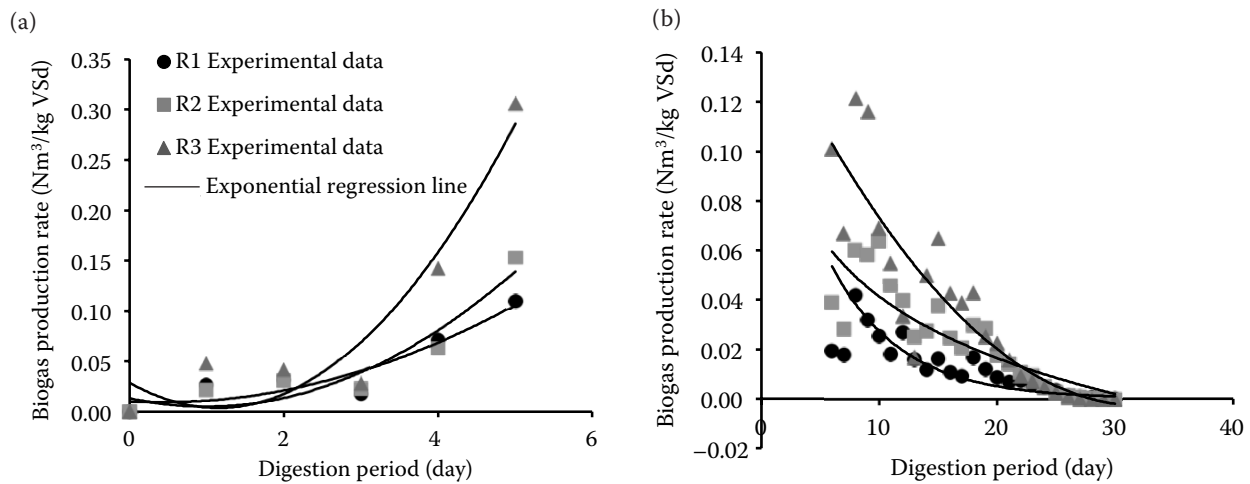 (a)
Biogas production rate (Nm³/kg VSd)
0.35
0.30
0.25
0.20
0.15
0.10
0.05
0.00
R1 Experimental data
R2 Experimental data
R3 Experimental data
Exponential regression line
0 2 4 6
Digestion period (day)
(b)
Biogas production rate (Nm³/kg VSd)
0.14
0.12
0.10
0.08
0.06
0.04
0.02
0.000
−0.02
0 10 20 30 40
Digestion period (day)